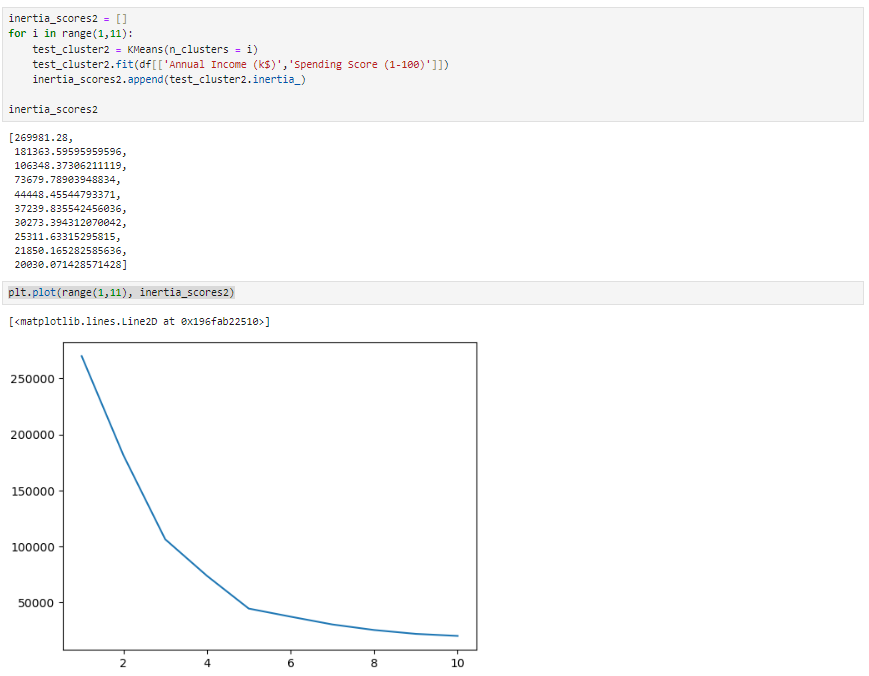 inertia_scores2 = []
for i in range(1,11):
    test_cluster2 = KMeans(n_clusters = i)
    test_cluster2.fit(df[['Annual Income (k$)','Spending Score (1-100)']])
    inertia_scores2.append(test_cluster2.inertia_)
inertia_scores2
[269981.28,
 181363.59595959596,
 106348.37306211119,
 73679.78903948834,
 44448.45544793371,
 37239.835542456036,
 30273.394312070042,
 25311.63315295815,
 21850.165282585636,
 20030.071428571428]
plt.plot(range(1,11), inertia_scores2)
[<matplotlib.lines.Line2D at 0x196fab22510>]
250000
200000
150000
100000
50000
2 4 6 8 10